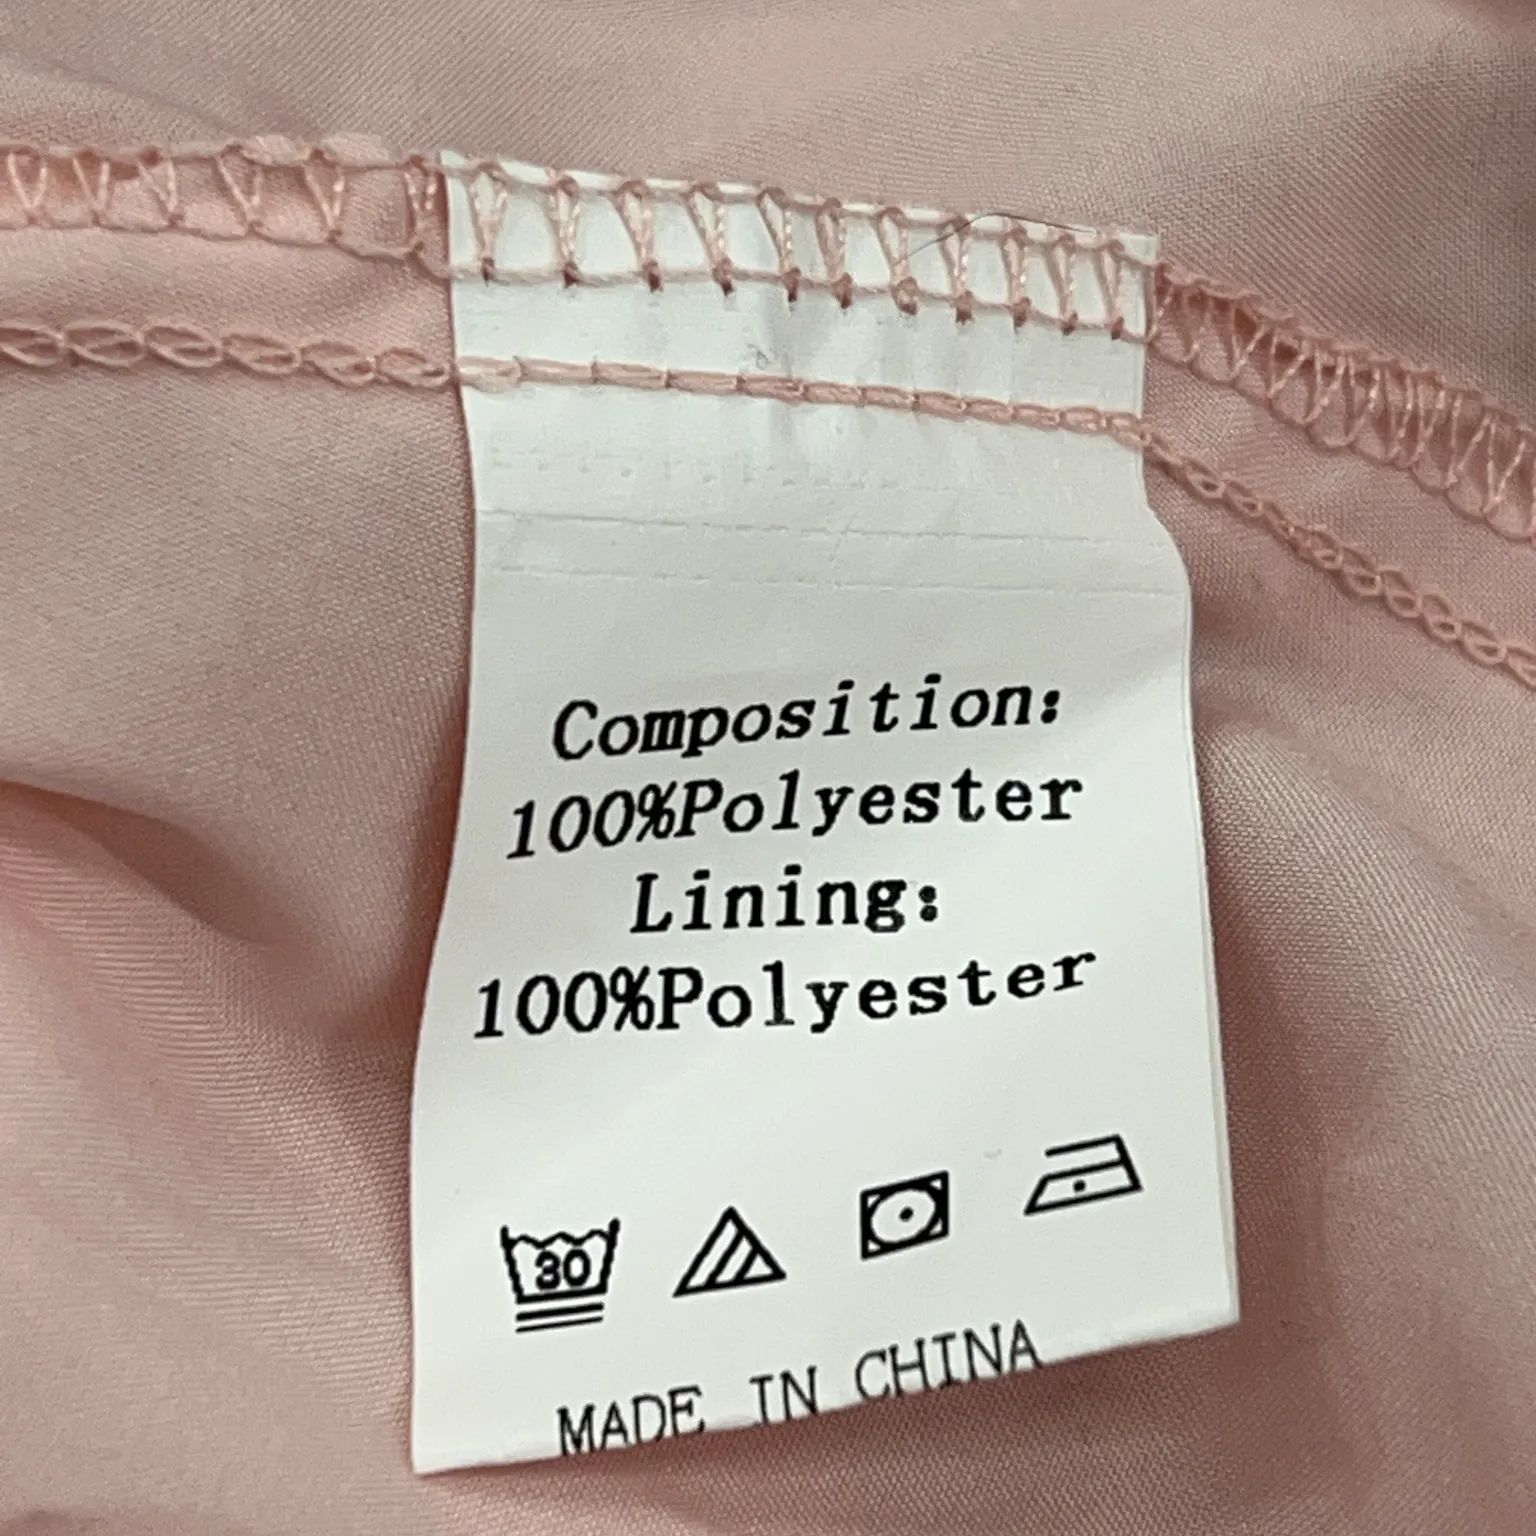 Composition:
100%Polyester
Lining:
100%Polyester
30
MADE IN CHINA